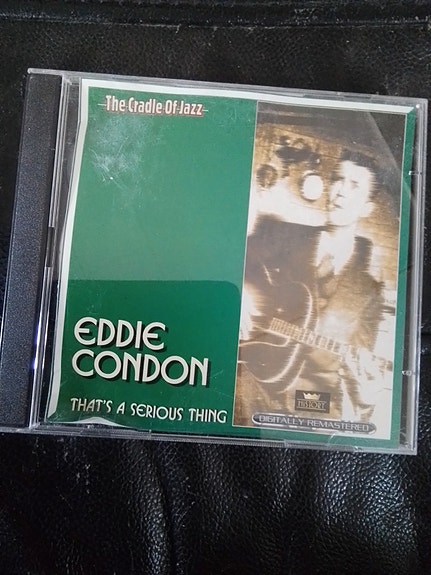 The Cradle Of Jazz
EDDIE
CONDON
THAT'S A SERIOUS THING
HISTORY
DIGITALLY REMASTERED